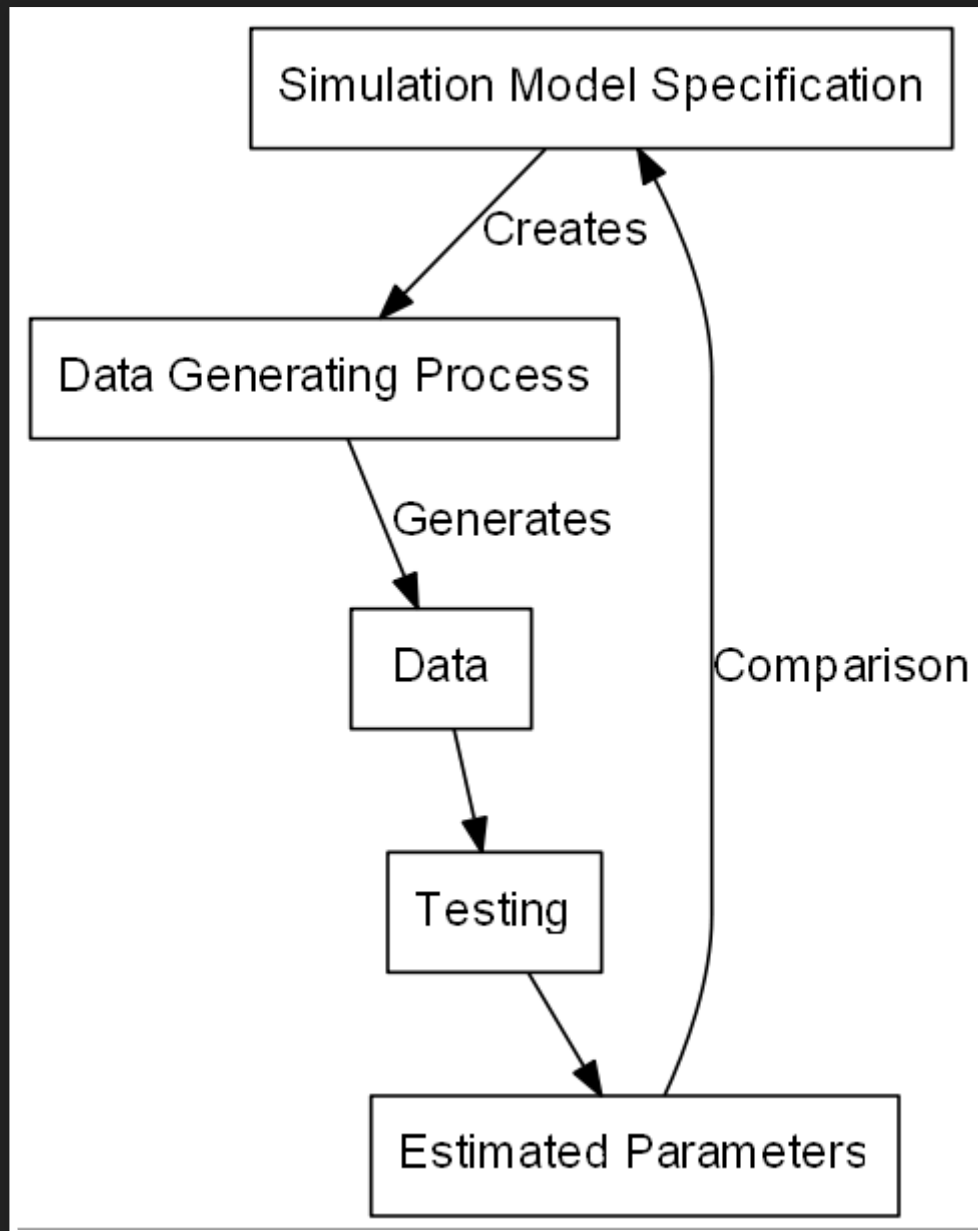 Simulation Model Specification
Creates
Data Generating Process
Generates
Data
Comparison
Testing
Estimated Parameters